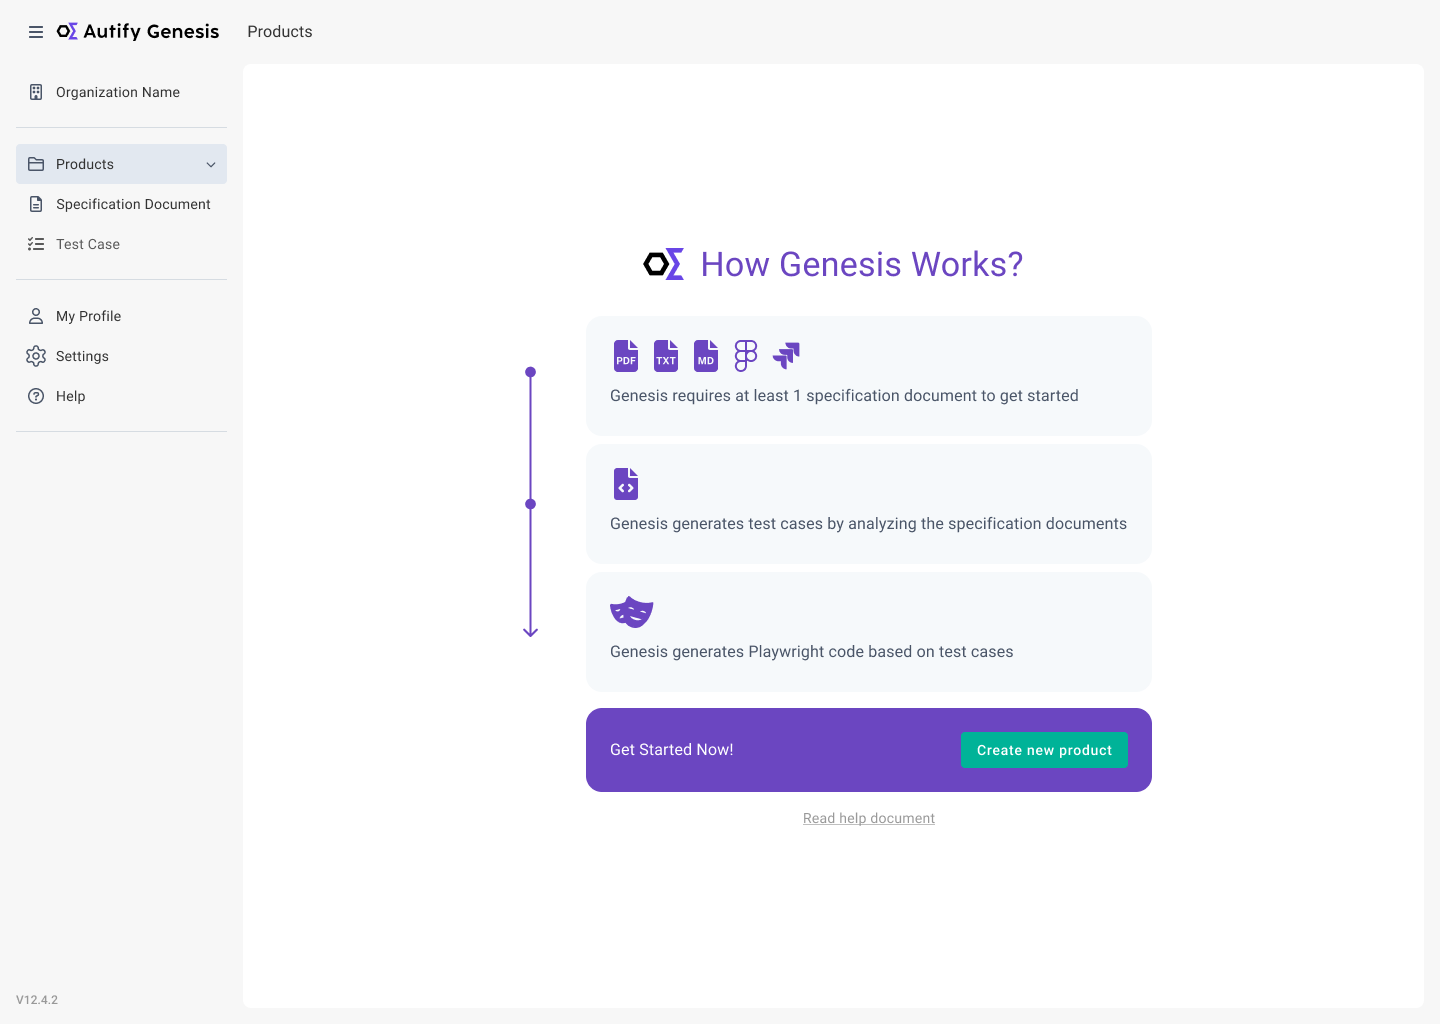 Autify Genesis
Products
Organization Name
Products
Specification Document
Test Case
My Profile
Settings
Help
V12.4.2
How Genesis Works?
PDF TXT MD
Genesis requires at least 1 specification document to get started
Genesis generates test cases by analyzing the specification documents
Genesis generates Playwright code based on test cases
Get Started Now!
Create new product
Read help document